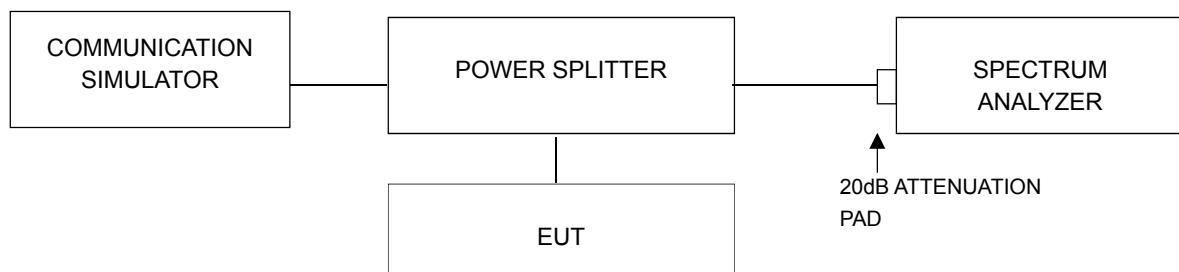 COMMUNICATION
SIMULATOR
POWER SPLITTER
SPECTRUM
ANALYZER
20dB ATTENUATION
PAD
EUT